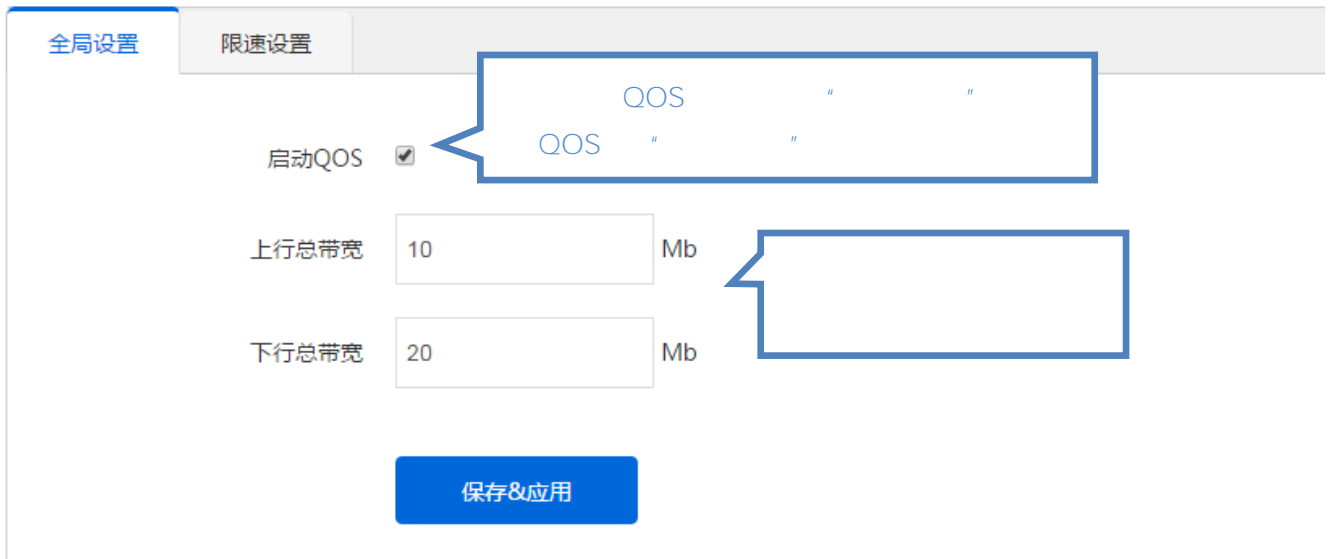 全局设置 限速设置
QOS “ ”
QOS “ ”
启动QOS
上行总带宽 10 Mb
下行总带宽 20 Mb
保存&应用